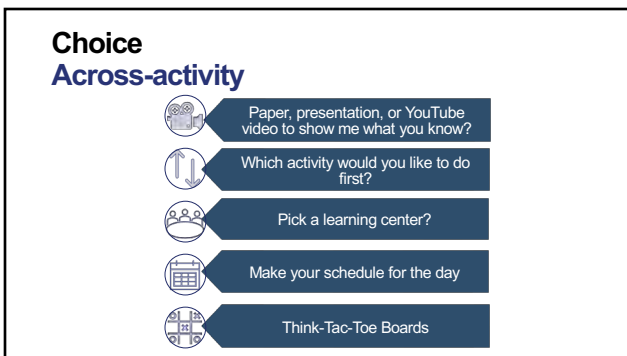 Choice
Across-activity
Paper, presentation, or YouTube
video to show me what you know?
Which activity would you like to do
first?
Pick a learning center?
Make your schedule for the day
Think-Tac-Toe Boards